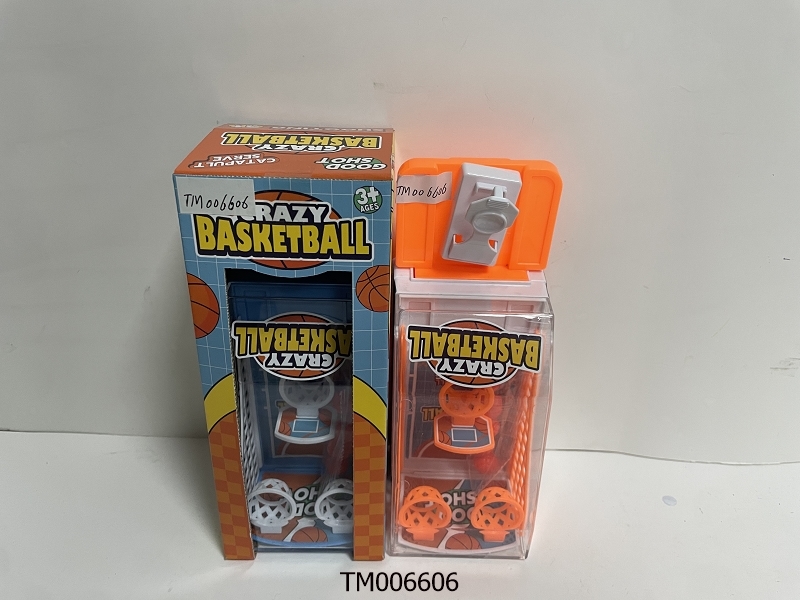 CRAZY
BASKETBALL
GOOD
SHOT
CATAPULT
SERVE
TM006606
3+
AGES
CRAZY
BASKETBALL
CRAZY
BASKETBALL
TM006606
CRAZY
BASKETBALL
TM006606